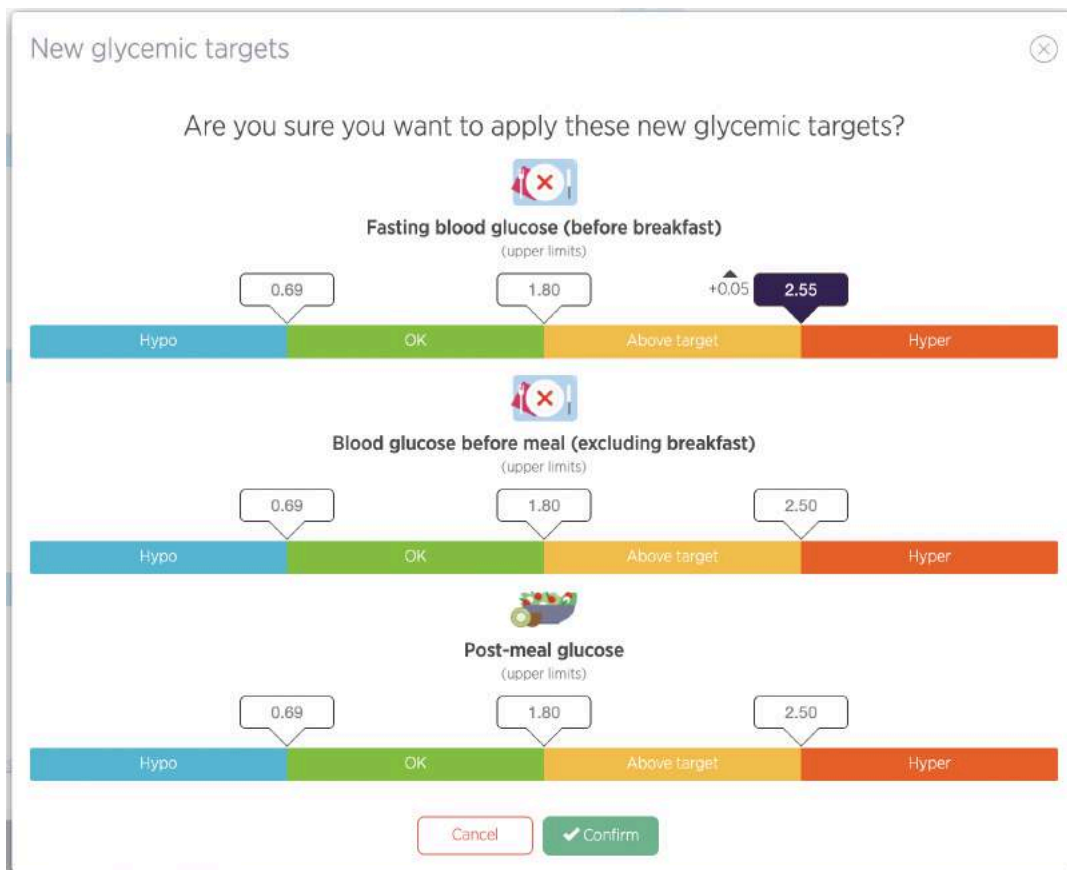 New glycemic targets
Are you sure you want to apply these new glycemic targets?
Fasting blood glucose (before breakfast)
(upper limits)
0.69 1.80 +0.05 2.55
Hypo OK Above target Hyper
Blood glucose before meal (excluding breakfast)
(upper limits)
0.69 1.80 2.50
Hypo OK Above target Hyper
Post-meal glucose
(upper limits)
0.69 1.80 2.50
Hypo OK Above target Hyper
Cancel Confirm